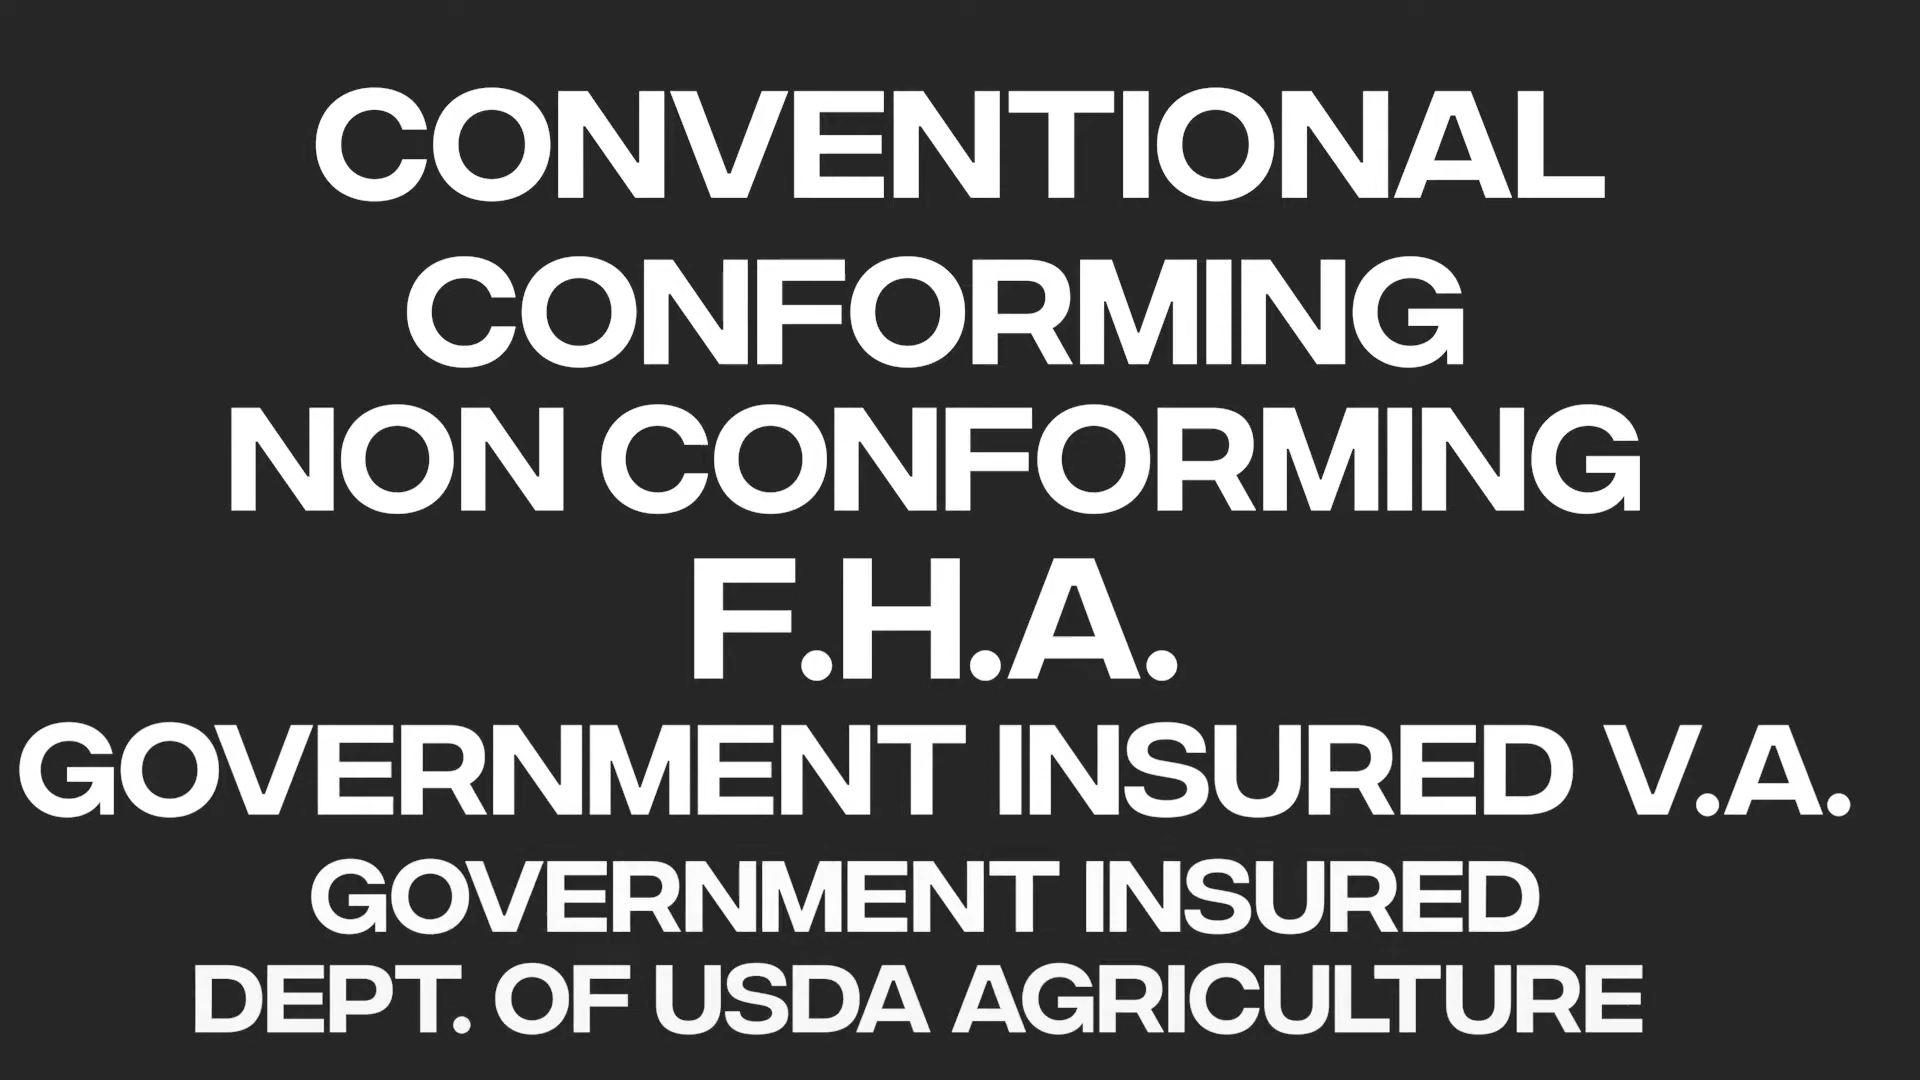 CONVENTIONAL
CONFORMING
NON CONFORMING
F.H.A.
GOVERNMENT INSURED V.A.
GOVERNMENT INSURED
DEPT. OF USDA AGRICULTURE